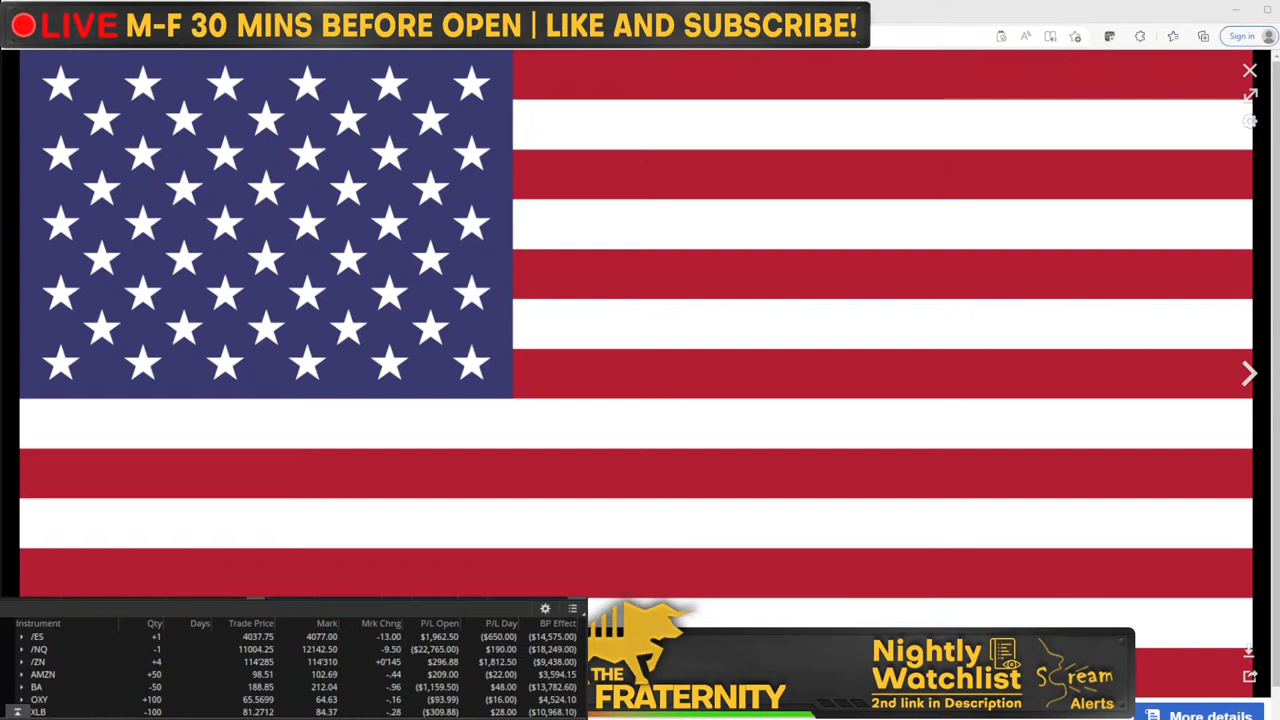 LIVE M-F 30 MINS BEFORE OPEN | LIKE AND SUBSCRIBE!
Sign in
Instrument Qty Days Trade Price Mark Mrk Chng P/L Open P/L Day BP Effect
/ES +1 4037.75 4077.00 -13.00 $1,962.50 ($650.00) ($14,575.00)
/NQ -1 11004.25 12142.50 -9.50 ($22,765.00) $190.00 ($18,249.00)
/ZN +4 114'285 114'310 +0'145 $296.88 $1,812.50 ($9,438.00)
AMZN +50 98.51 102.69 -.44 $209.00 ($22.00) $3,594.15
BA -50 188.85 212.04 -.96 ($1,159.50) $48.00 ($13,782.60)
OXY +100 65.5699 64.63 -.16 ($93.99) ($16.00) $4,524.10
XLB -100 81.2712 84.37 -.28 ($309.88) $28.00 ($10,968.10)
THE
FRATERNITY
Nightly
Watchlist
2nd link in Description
Scream
Alerts
More details